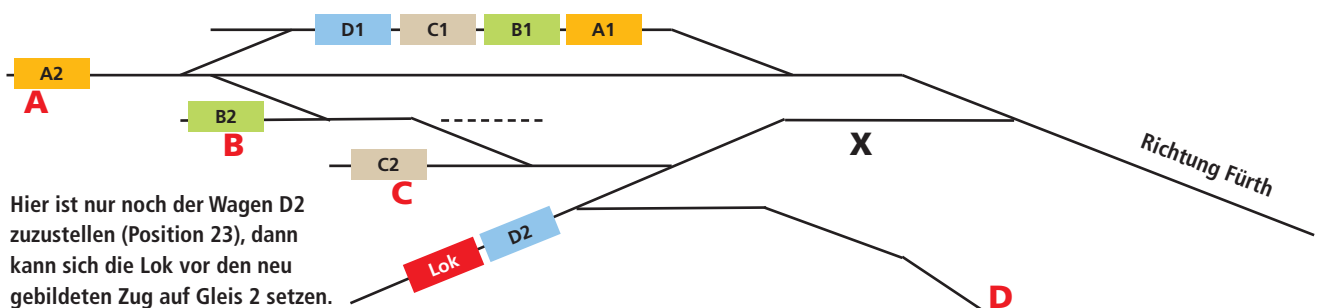 D1 C1 B1 A1
A2
A
B2
B
X
Richtung Fürth
C2
C
Hier ist nur noch der Wagen D2
zuzustellen (Position 23), dann
kann sich die Lok vor den neu
gebildeten Zug auf Gleis 2 setzen.
Lok D2
D